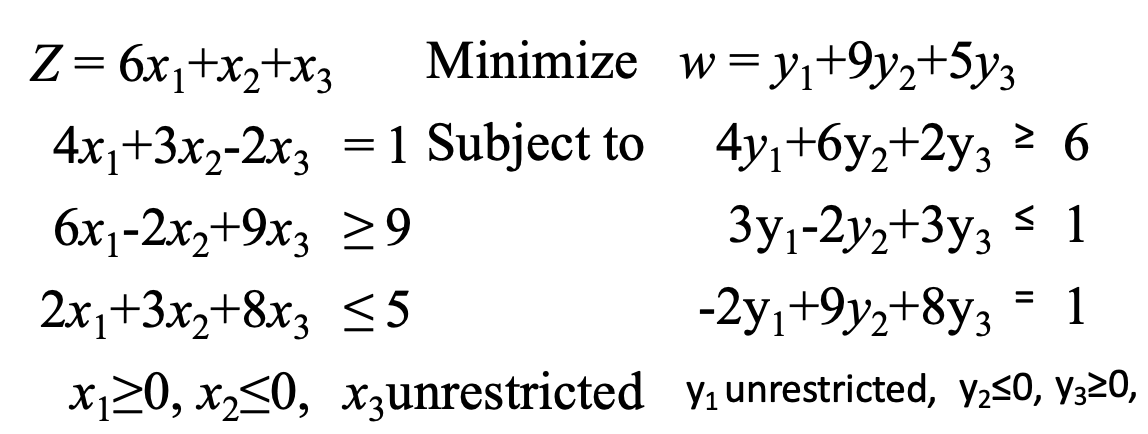 Z = 6x₁+x₂+x₃ Minimize w = y₁+9y₂+5y₃
4x₁+3x₂-2x₃ = 1 Subject to 4y₁+6y₂+2y₃ ≥ 6
6x₁-2x₂+9x₃ ≥ 9 3y₁-2y₂+3y₃ ≤ 1
2x₁+3x₂+8x₃ ≤ 5 -2y₁+9y₂+8y₃ = 1
x₁≥0, x₂≤0, x₃unrestricted y₁ unrestricted, y₂≤0, y₃≥0,